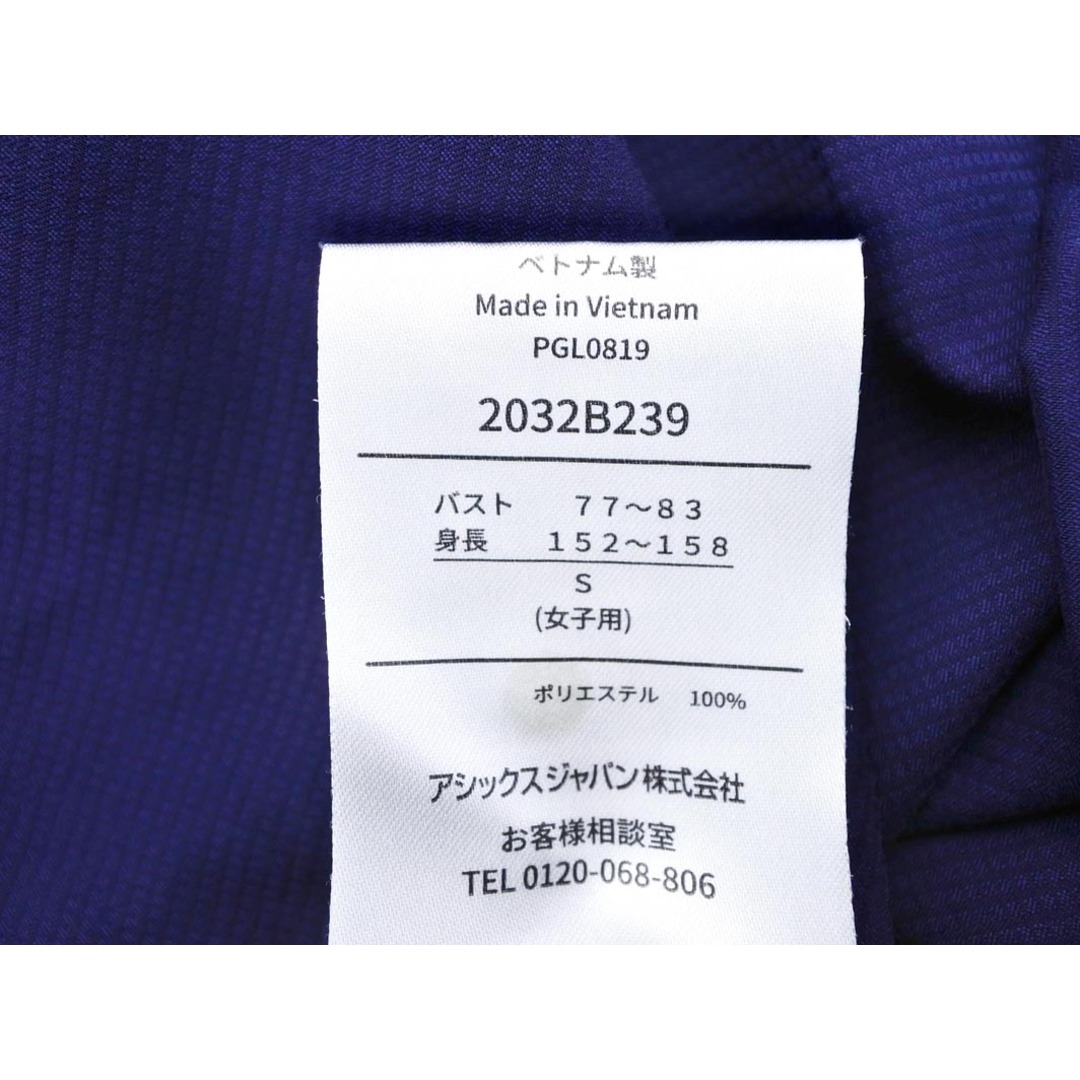 ベトナム製
Made in Vietnam
PGL0819
2032B239
バスト ７７～８３
身長 １５２～１５８
S
(女子用)
ポリエステル 100%
アシックスジャパン株式会社
お客様相談室
TEL 0120-068-806